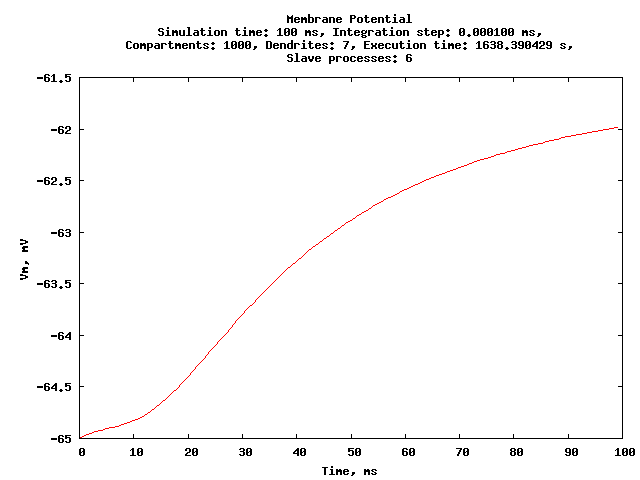 Membrane Potential
Simulation time: 100 ms, Integration step: 0.000100 ms,
Compartments: 1000, Dendrites: 7, Execution time: 1638.390429 s,
Slave processes: 6
-61.5
-62
-62.5
-63
-63.5
-64
-64.5
-65
Vm, mV
0 10 20 30 40 50 60 70 80 90 100
Time, ms